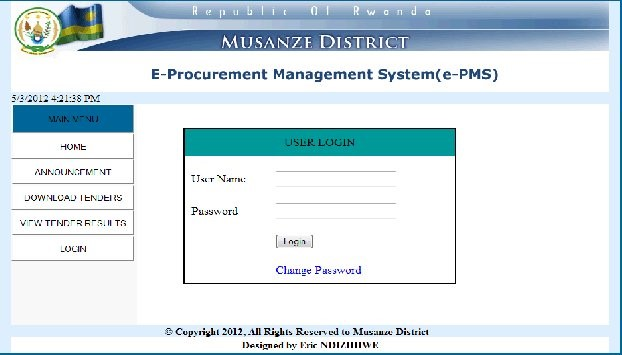 Republic Of Rwanda
MUSANZE DISTRICT
E-Procurement Management System(e-PMS)
5/3/2012 4:21:38 PM
MAIN MENU
HOME
ANNOUNCEMENT
DOWNLOAD TENDERS
VIEW TENDER RESULTS
LOGIN
USER LOGIN
User Name
Password
Login
Change Password
© Copyright 2012, All Rights Reserved to Musanze District
Designed by Eric